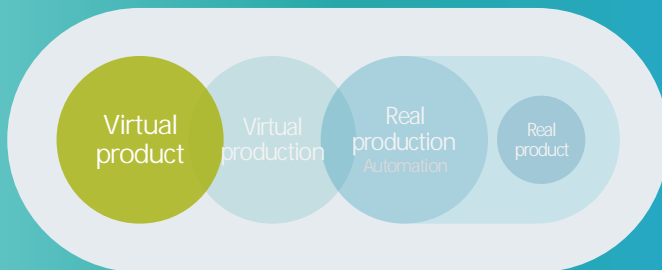 Virtual
product
Virtual
production
Real
production
Automation
Real
product